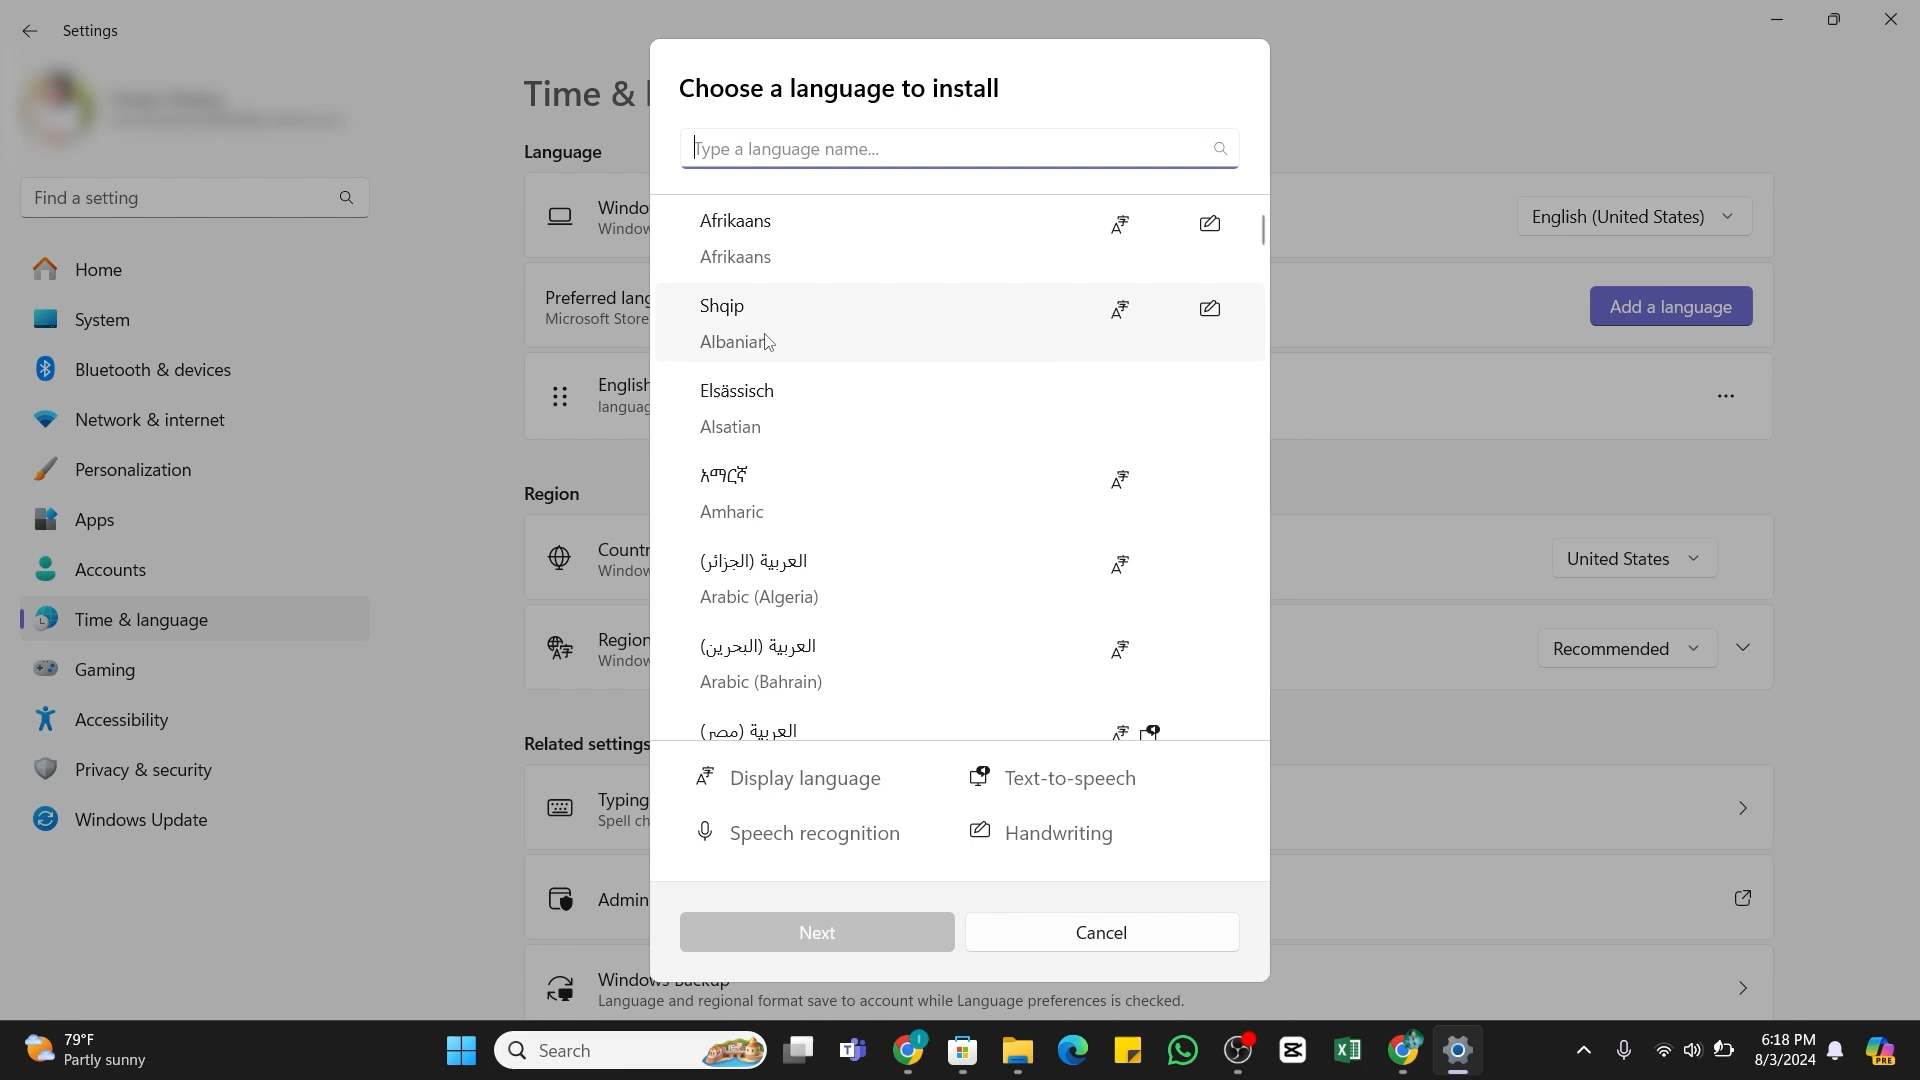 Settings
Find a setting
Home
System
Bluetooth & devices
Network & internet
Personalization
Apps
Accounts
Time & language
Gaming
Accessibility
Privacy & security
Windows Update
Time &
Language
Windo
Window
English (United States)
Preferred lang
Microsoft Store
Add a language
English
languag
Region
Countr
Window
United States
Region
Window
Recommended
Related settings
Typing
Spell ch
Admin
Windows Backup
Language and regional format save to account while Language preferences is checked.
Choose a language to install
Type a language name...
Afrikaans
Afrikaans
Shqip
Albanian
Elsässisch
Alsatian
አማርኛ
Amharic
العربية (الجزائر)
Arabic (Algeria)
العربية (البحرين)
Arabic (Bahrain)
العربية (مصر)
Display language
Text-to-speech
Speech recognition
Handwriting
Next
Cancel
79°F
Partly sunny
Search
6:18 PM
8/3/2024
PRE